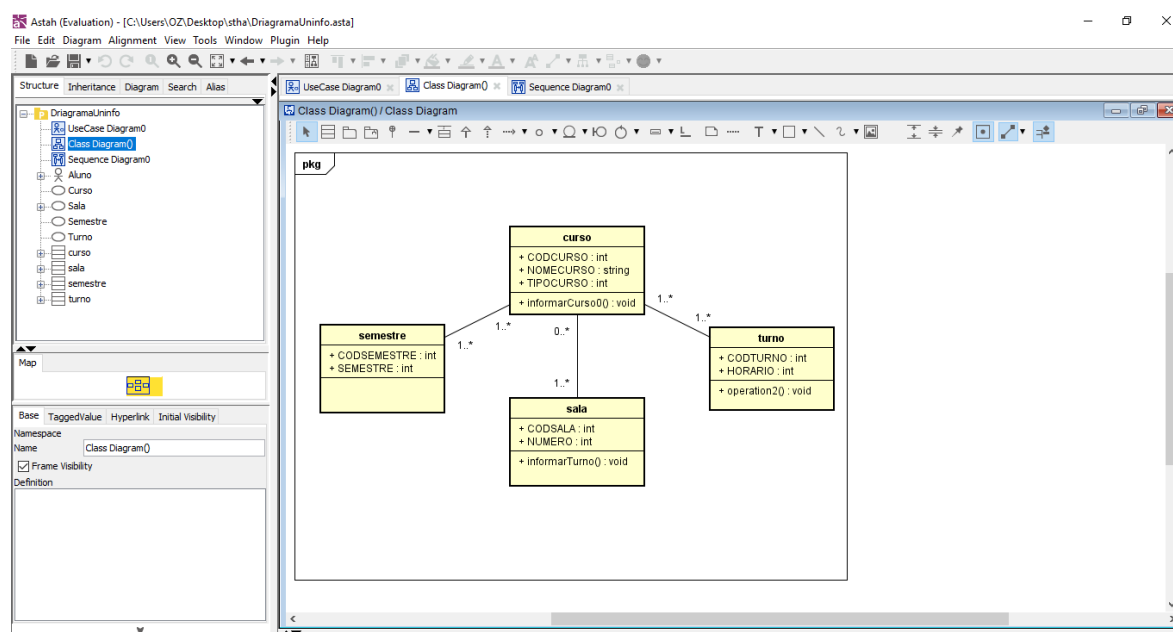 Astah (Evaluation) - [C:\Users\OZ\Desktop\stha\DriagramaUninfo.asta]
File Edit Diagram Alignment View Tools Window Plugin Help
Structure Inheritance Diagram Search Alias
DriagramaUninfo
UseCase Diagram0
Class Diagram()
Sequence Diagram0
Aluno
Curso
Sala
Semestre
Turno
curso
sala
semestre
turno
Map
Base TaggedValue Hyperlink Initial Visibility
Namespace
Name Class Diagram()
Frame Visibility
Definition
UseCase Diagram0 Class Diagram() Sequence Diagram0
Class Diagram() / Class Diagram
pkg
curso
+ CODCURSO : int
+ NOMECURSO : string
+ TIPOCURSO : int
+ informarCurso0() : void
1..*
1..*
0..*
1..*
1..*
1..*
semestre
+ CODSEMESTRE : int
+ SEMESTRE : int
turno
+ CODTURNO : int
+ HORARIO : int
+ operation2() : void
sala
+ CODSALA : int
+ NUMERO : int
+ informarTurno() : void